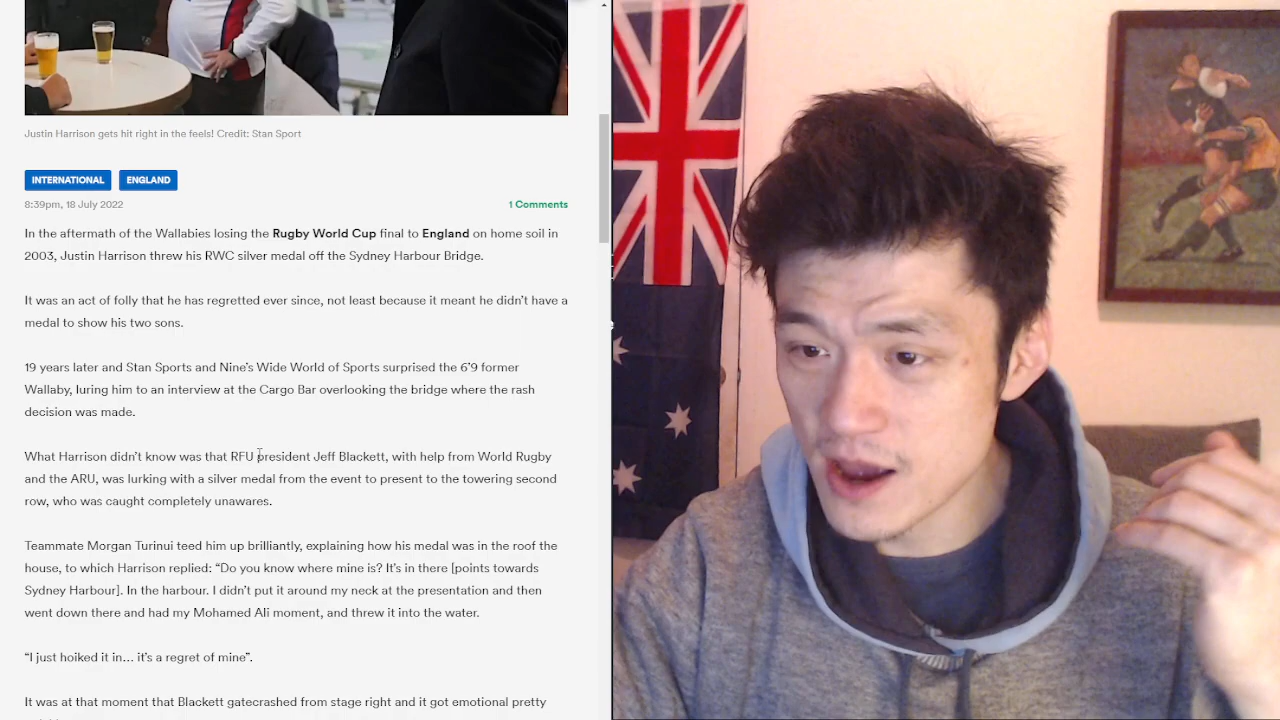 Justin Harrison gets hit right in the feels! Credit: Stan Sport
INTERNATIONAL ENGLAND
8:39pm, 18 July 2022 1 Comments
In the aftermath of the Wallabies losing the Rugby World Cup final to England on home soil in
2003, Justin Harrison threw his RWC silver medal off the Sydney Harbour Bridge.
It was an act of folly that he has regretted ever since, not least because it meant he didn't have a
medal to show his two sons.
19 years later and Stan Sports and Nine's Wide World of Sports surprised the 6'9 former
Wallaby, luring him to an interview at the Cargo Bar overlooking the bridge where the rash
decision was made.
What Harrison didn't know was that RFU president Jeff Blackett, with help from World Rugby
and the ARU, was lurking with a silver medal from the event to present to the towering second
row, who was caught completely unawares.
Teammate Morgan Turinui teed him up brilliantly, explaining how his medal was in the roof of the
house, to which Harrison replied: “Do you know where mine is? It's in there [points towards
Sydney Harbour]. In the harbour. I didn't put it around my neck at the presentation and then
went down there and had my Mohamed Ali moment, and threw it into the water.
“I just hoiked it in… it's a regret of mine”.
It was at that moment that Blackett gatecrashed from stage right and it got emotional pretty